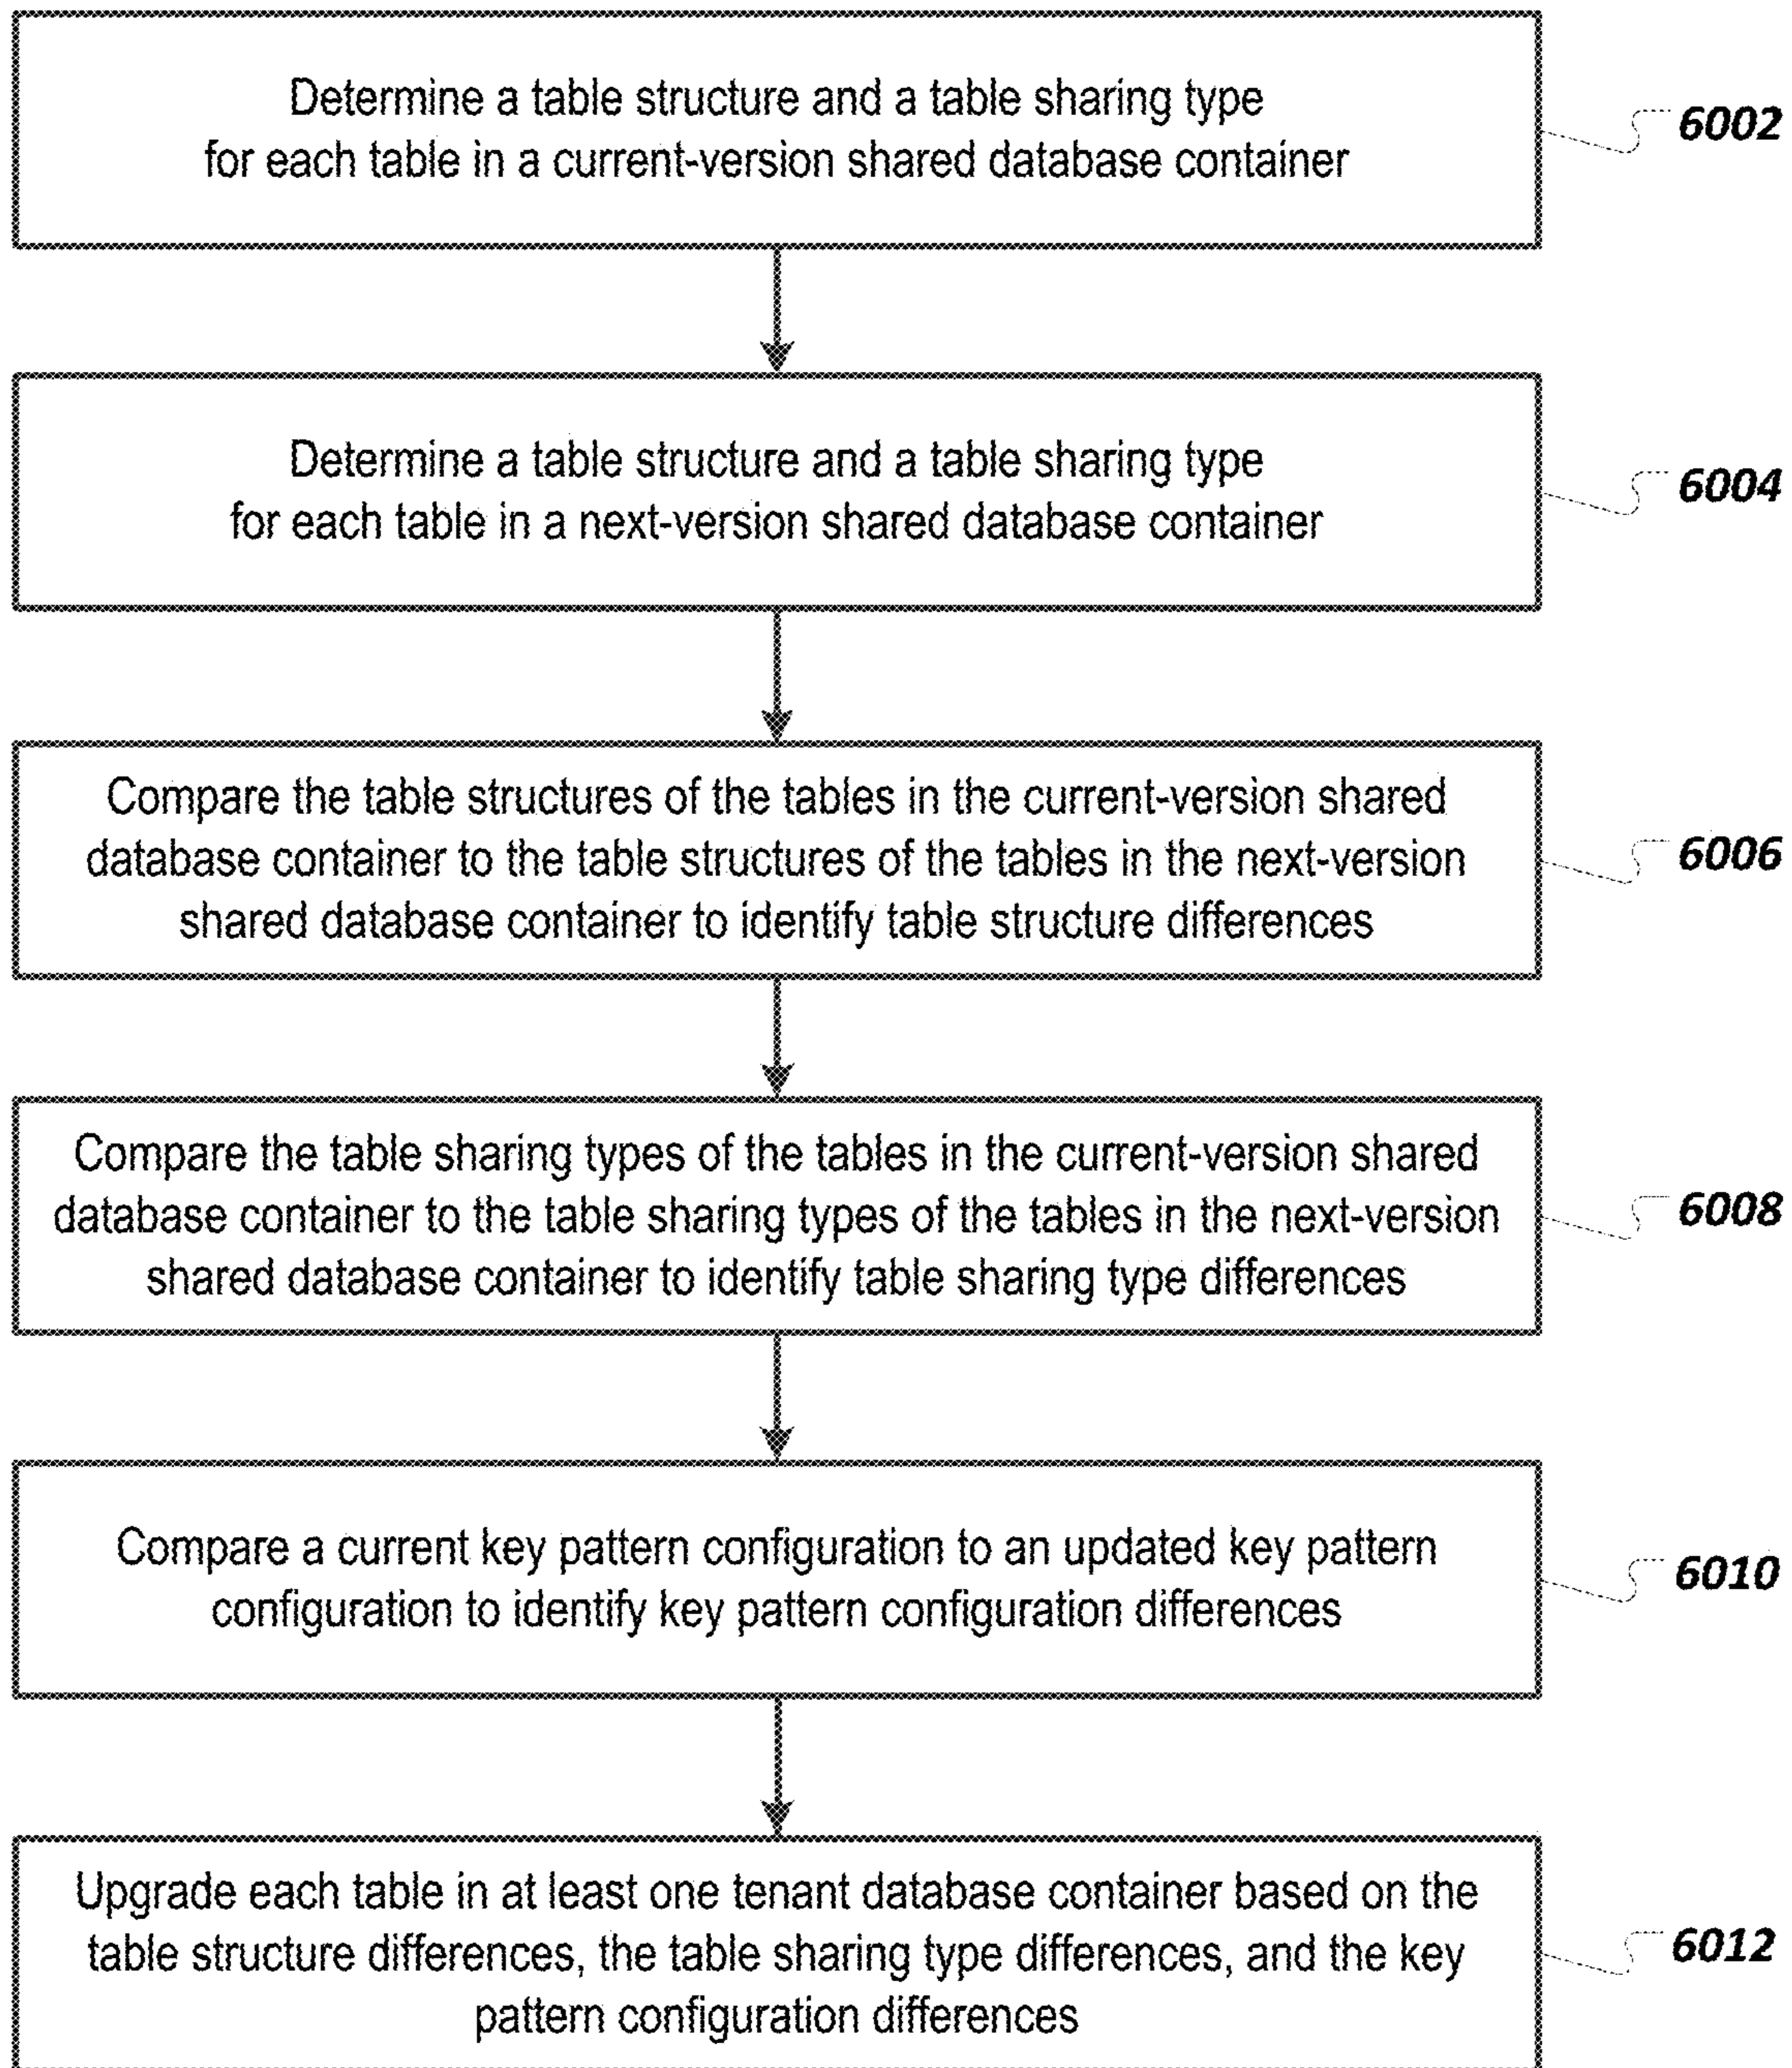 Determine a table structure and a table sharing type
for each table in a current-version shared database container
6002
Determine a table structure and a table sharing type
for each table in a next-version shared database container
6004
Compare the table structures of the tables in the current-version shared
database container to the table structures of the tables in the next-version
shared database container to identify table structure differences
6006
Compare the table sharing types of the tables in the current-version shared
database container to the table sharing types of the tables in the next-version
shared database container to identify table sharing type differences
6008
Compare a current key pattern configuration to an updated key pattern
configuration to identify key pattern configuration differences
6010
Upgrade each table in at least one tenant database container based on the
table structure differences, the table sharing type differences, and the key
pattern configuration differences
6012